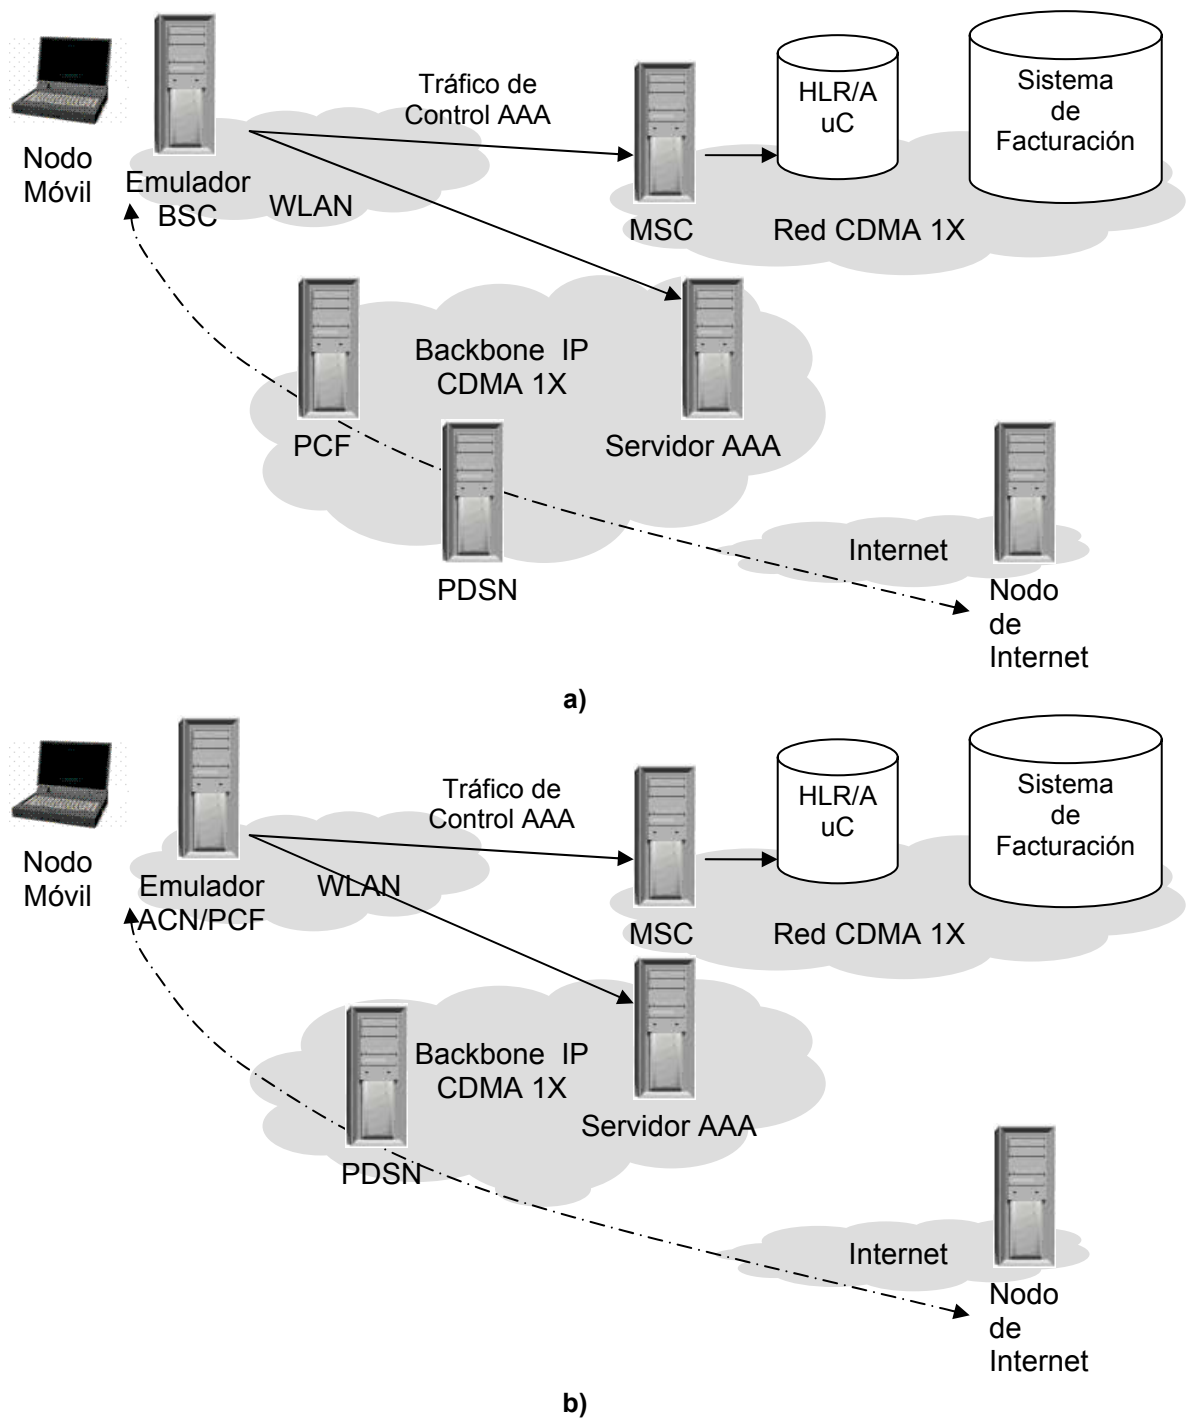 Tráfico de
Control AAA
HLR/A
uC
Sistema
de
Facturación
Nodo
Móvil
Emulador
BSC
WLAN
MSC
Red CDMA 1X
Backbone IP
CDMA 1X
PCF
Servidor AAA
PDSN
Internet
Nodo
de
Internet
a)
Tráfico de
Control AAA
HLR/A
uC
Sistema
de
Facturación
Nodo
Móvil
Emulador
ACN/PCF
WLAN
MSC
Red CDMA 1X
Backbone IP
CDMA 1X
Servidor AAA
PDSN
Internet
Nodo
de
Internet
b)